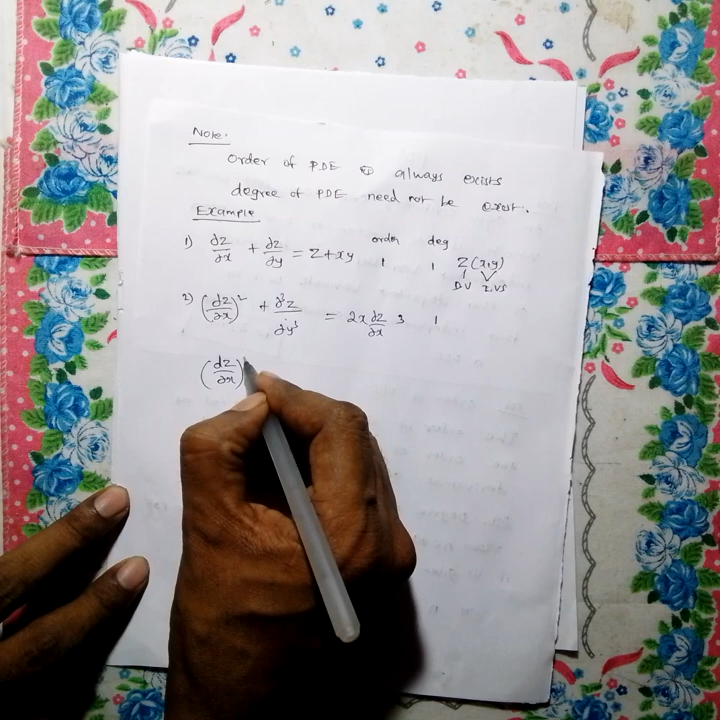 Note:
Order of PDE always exists
degree of PDE need not be exist.
Example
order deg
1) ∂z/∂x + ∂z/∂y = z + xy 1 1 Z(x,y)
DV I.VS
2) (∂z/∂x)² + ∂³z/∂y³ = 2x ∂z/∂x 3 1
(∂z/∂x)